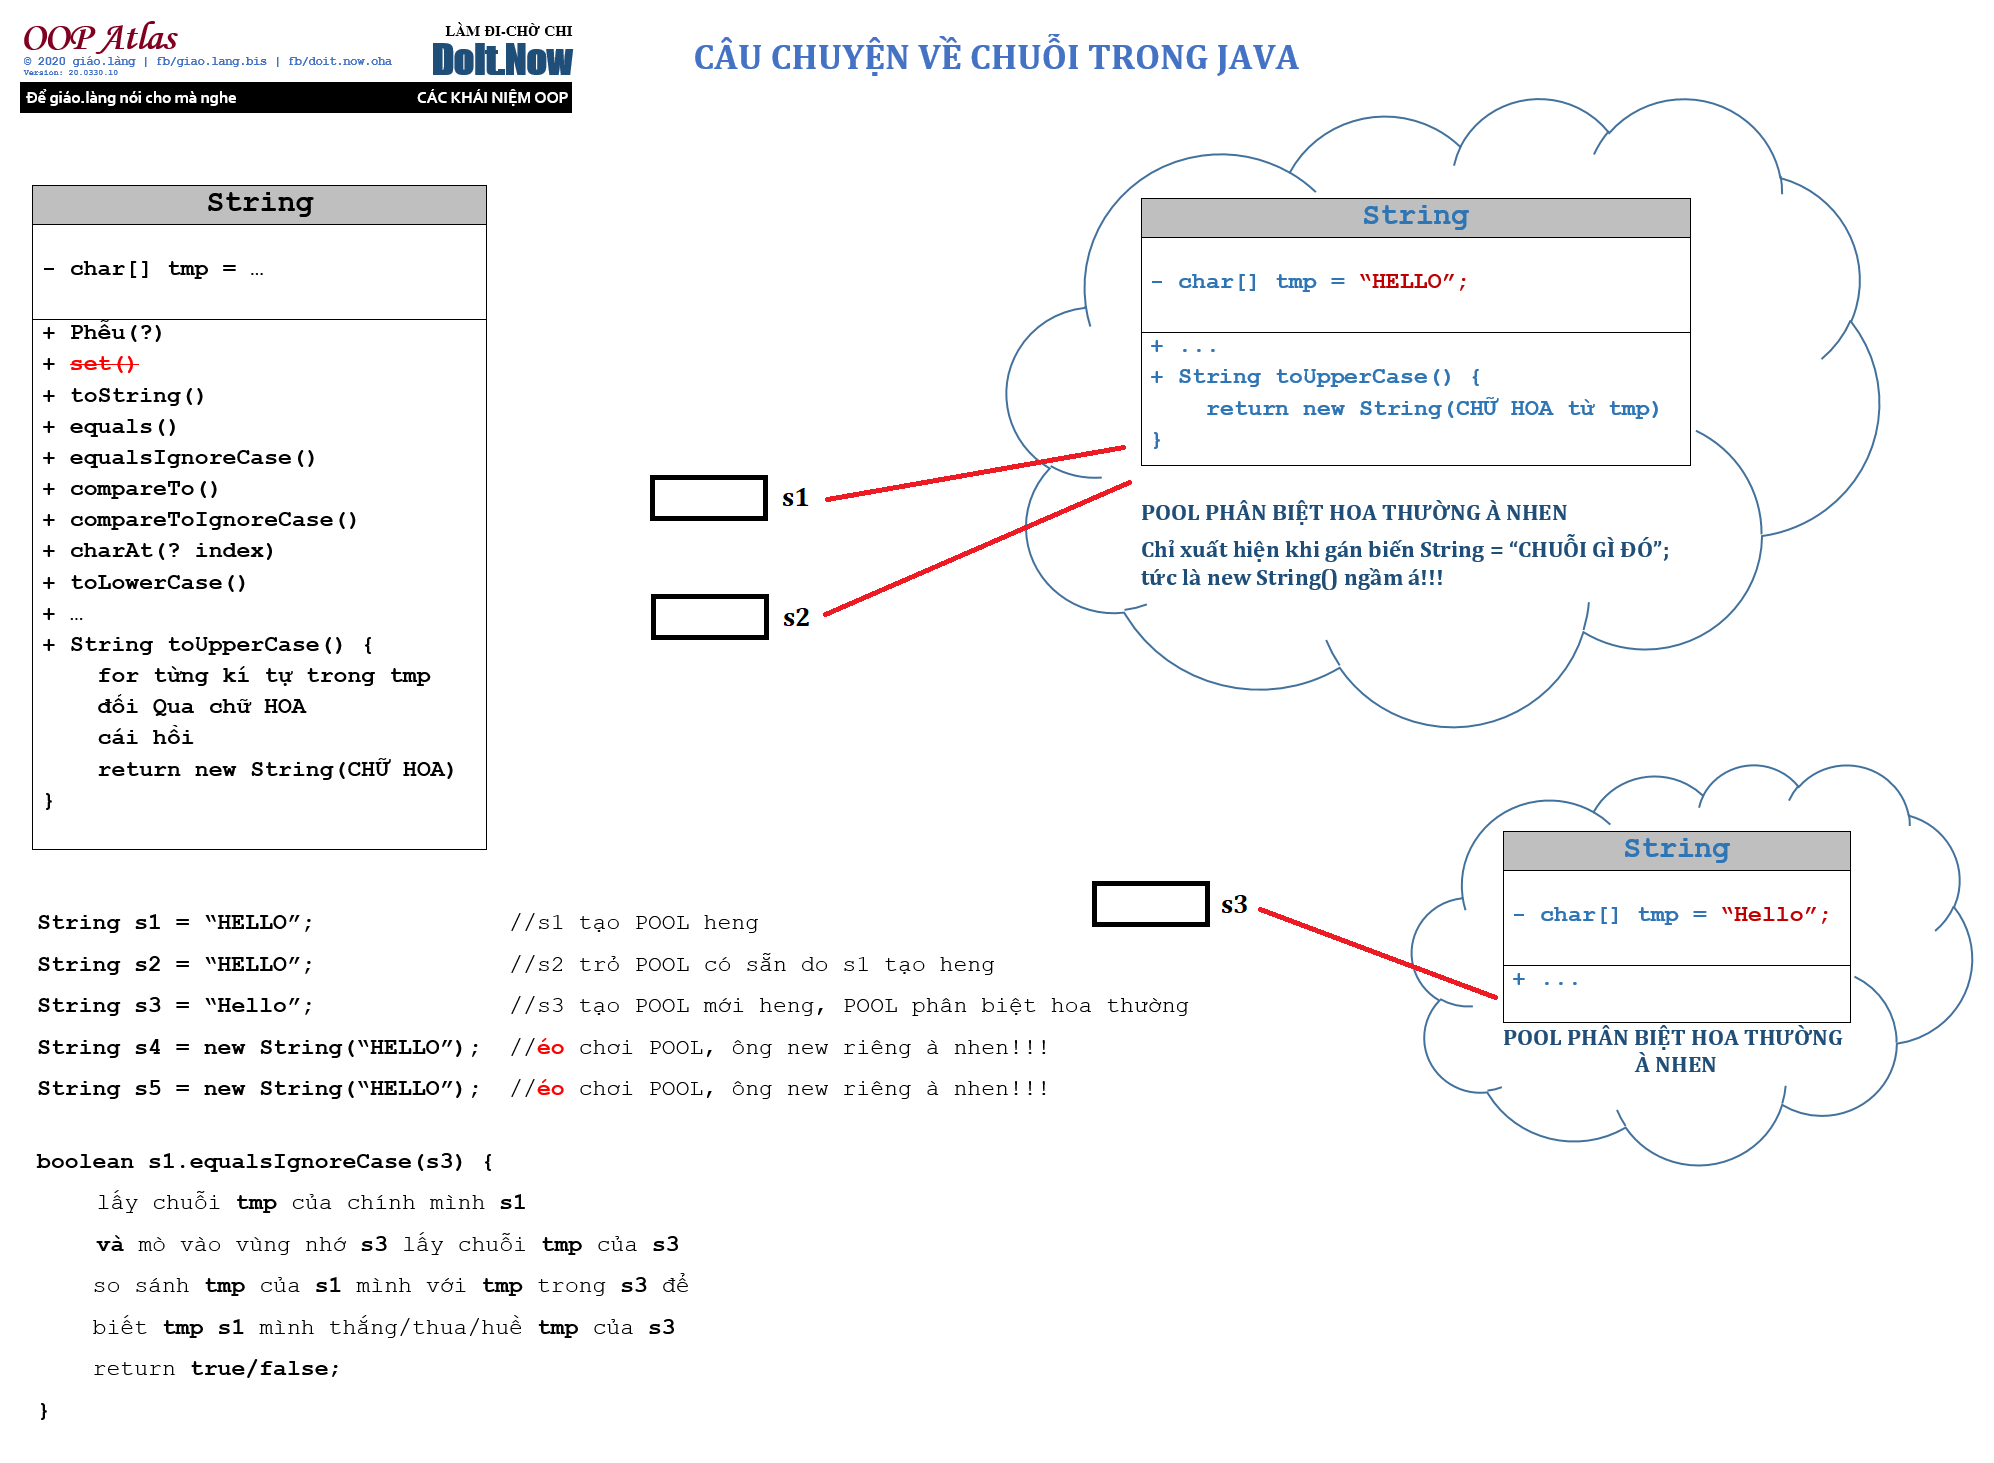 OOP Atlas
© 2020 giáo.làng | fb/giao.lang.bis | fb/doit.now.oha
Version: 20.0330.10
LÀM ĐI-CHỜ CHI
DoIt.Now
Để giáo.làng nói cho mà nghe
CÁC KHÁI NIỆM OOP
CÂU CHUYỆN VỀ CHUỖI TRONG JAVA
String
- char[] tmp = …
+ Phễu(?)
+ set()
+ toString()
+ equals()
+ equalsIgnoreCase()
+ compareTo()
+ compareToIgnoreCase()
+ charAt(? index)
+ toLowerCase()
+ …
+ String toUpperCase() {
for từng kí tự trong tmp
đối Qua chữ HOA
cái hồi
return new String(CHỮ HOA)
}
s1
s2
String
- char[] tmp = “HELLO”;
+ ...
+ String toUpperCase() {
return new String(CHỮ HOA từ tmp)
}
POOL PHÂN BIỆT HOA THƯỜNG À NHEN
Chỉ xuất hiện khi gán biến String = “CHUỖI GÌ ĐÓ”;
tức là new String() ngầm á!!!
s3
String
- char[] tmp = “Hello”;
+ ...
POOL PHÂN BIỆT HOA THƯỜNG
À NHEN
String s1 = “HELLO”; //s1 tạo POOL heng
String s2 = “HELLO”; //s2 trỏ POOL có sẵn do s1 tạo heng
String s3 = “Hello”; //s3 tạo POOL mới heng, POOL phân biệt hoa thường
String s4 = new String(“HELLO”); //éo chơi POOL, ông new riêng à nhen!!!
String s5 = new String(“HELLO”); //éo chơi POOL, ông new riêng à nhen!!!
boolean s1.equalsIgnoreCase(s3) {
lấy chuỗi tmp của chính mình s1
và mò vào vùng nhớ s3 lấy chuỗi tmp của s3
so sánh tmp của s1 mình với tmp trong s3 để
biết tmp s1 mình thắng/thua/huề tmp của s3
return true/false;
}